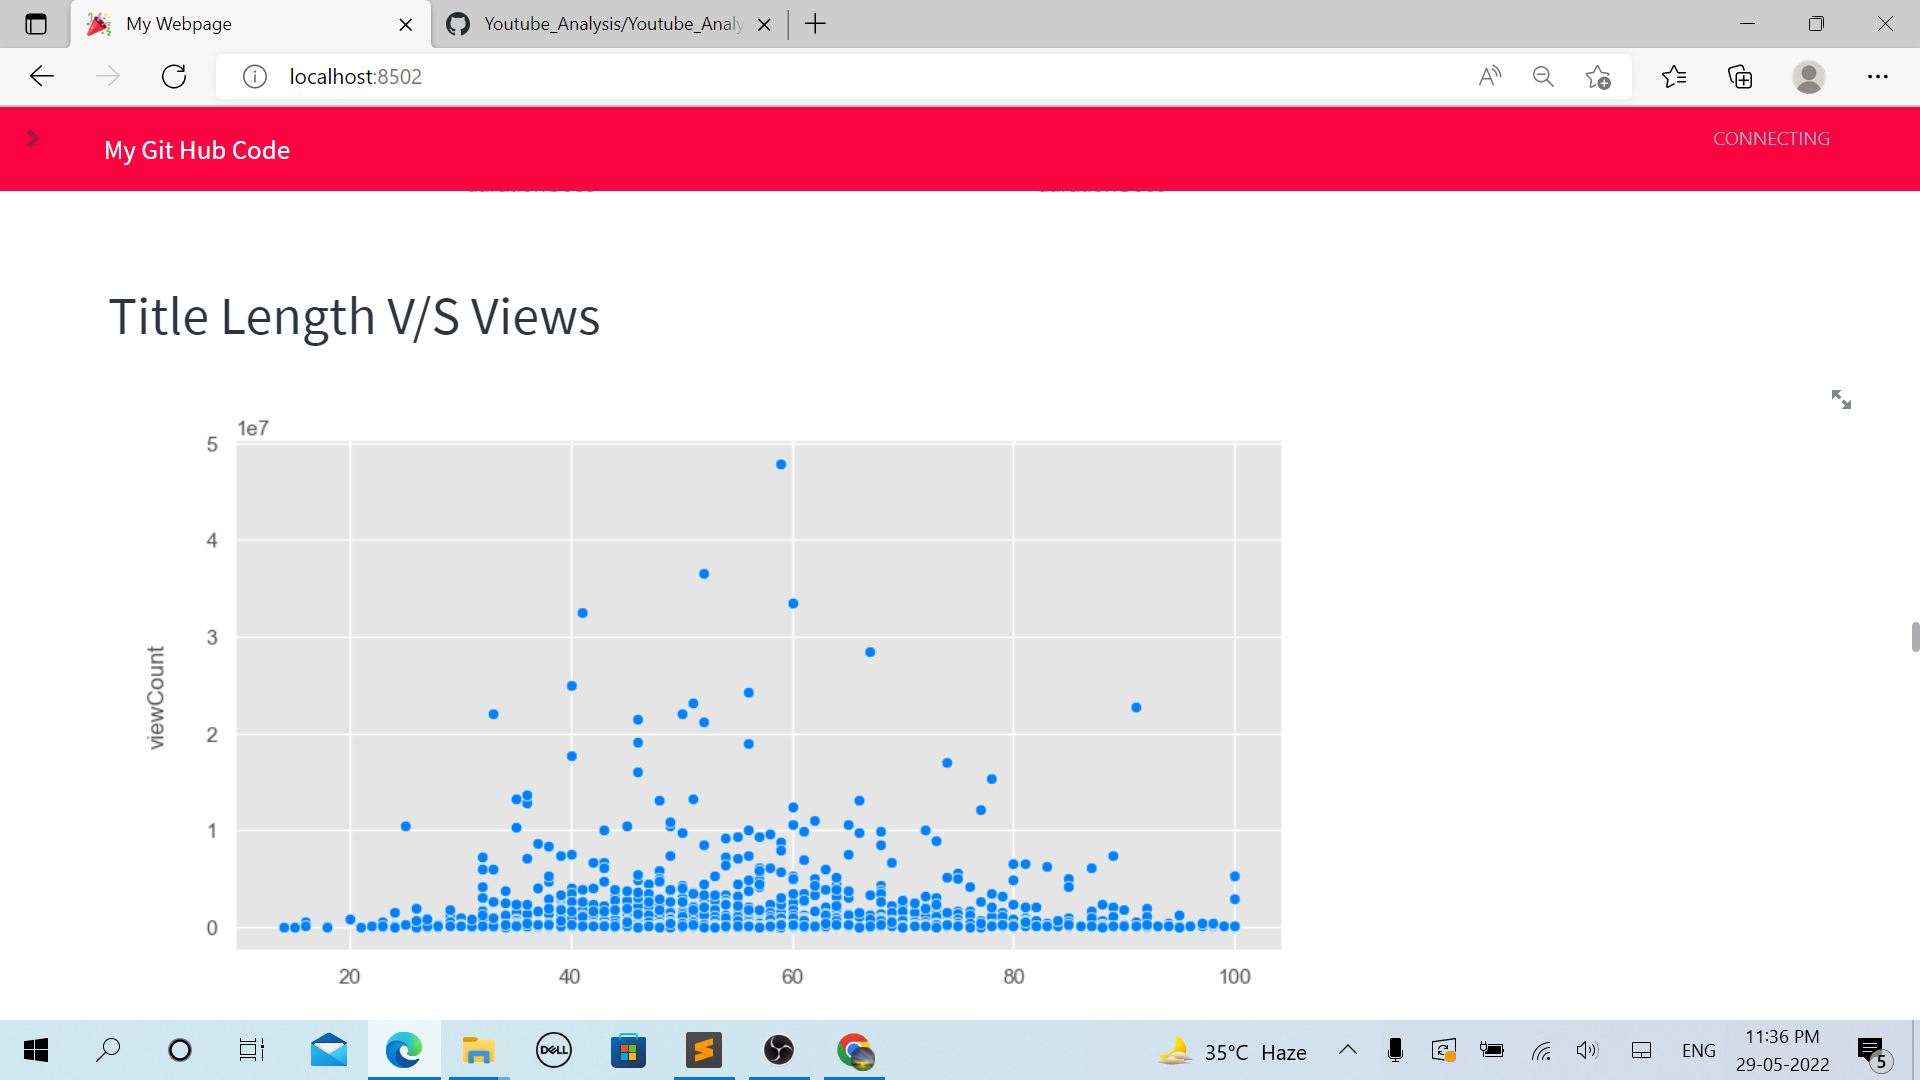 My Webpage
Youtube_Analysis/Youtube_Analy
localhost:8502
My Git Hub Code
CONNECTING
Title Length V/S Views
1e7
5
4
3
2
1
0
viewCount
20 40 60 80 100
DELL
35°C Haze
ENG
11:36 PM
29-05-2022
5